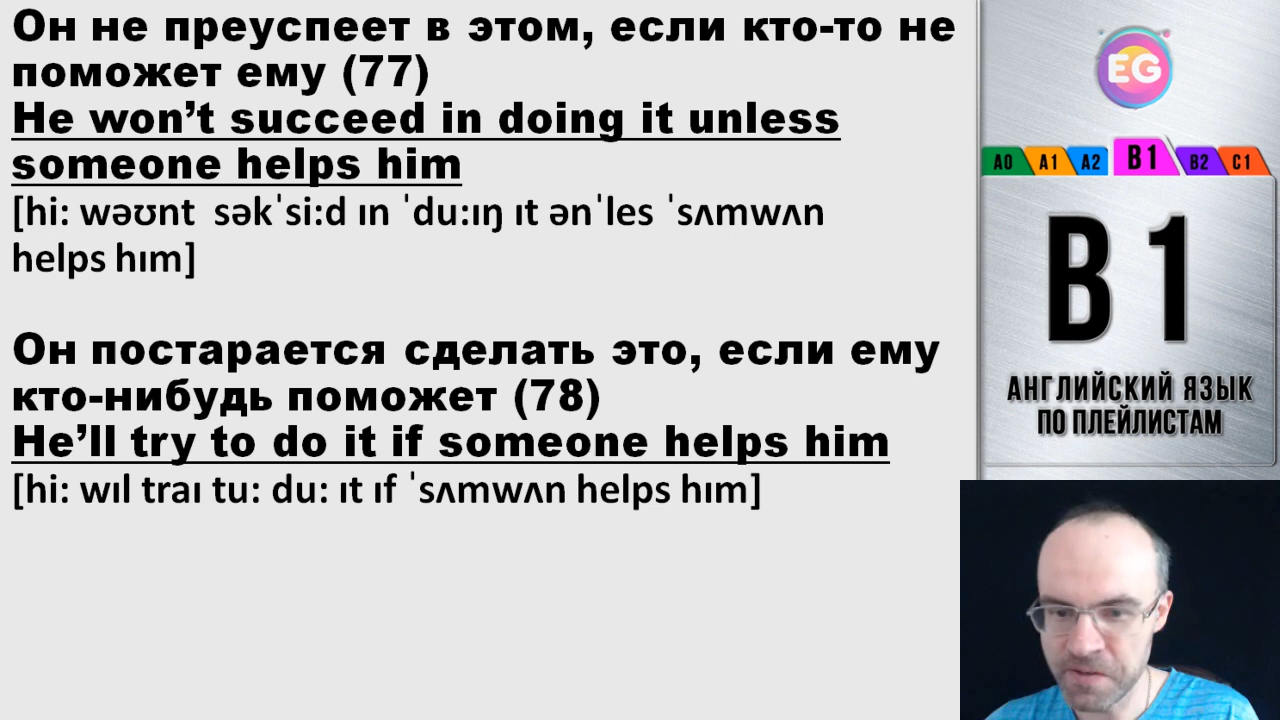 Он не преуспеет в этом, если кто-то не
поможет ему (77)
He won’t succeed in doing it unless
someone helps him
[hi: wəʊnt  səkˈsi:d ɪn ˈdu:ɪŋ ɪt ənˈles ˈsʌmwʌn
helps hɪm]
Он постарается сделать это, если ему
кто-нибудь поможет (78)
He’ll try to do it if someone helps him
[hi: wɪl traɪ tu: du: ɪt ɪf ˈsʌmwʌn helps hɪm]
EG
A0 A1 A2 B1 B2 C1
B1
АНГЛИЙСКИЙ ЯЗЫК
ПО ПЛЕЙЛИСТАМ